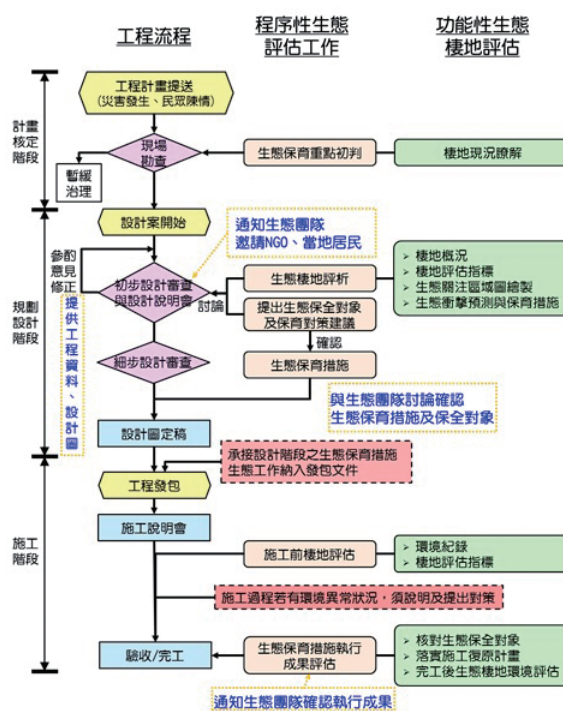 工程流程
程序性生態
評估工作
功能性生態
棲地評估
計畫
核定
階段
工程計畫提送
(災害發生、民眾陳情)
現場
勘查
暫緩
治理
生態保育重點初判
棲地現況瞭解
規劃
設計
階段
設計案開始
通知生態團隊
邀請NGO、當地居民
參酌
意見
修正
初步設計審查
與設計說明會
討論
生態棲地評析
提出生態保全對象
及保育對策建議
➢ 棲地概況
➢ 棲地評估指標
➢ 生態關注區域圖繪製
➢ 生態衝擊預測與保育措施
確認
提供工程資料、設計圖
細步設計審查
生態保育措施
與生態團隊討論確認
生態保育措施及保全對象
設計圖定稿
承接設計階段之生態保育措施
生態工作納入發包文件
施工
階段
工程發包
施工說明會
施工前棲地評估
➢ 環境紀錄
➢ 棲地評估指標
施工過程若有環境異常狀況，須說明及提出對策
驗收/完工
生態保育措施執行
成果評估
➢ 核對生態保全對象
➢ 落實施工復原計畫
➢ 完工後生態棲地環境評估
通知生態團隊確認執行成果